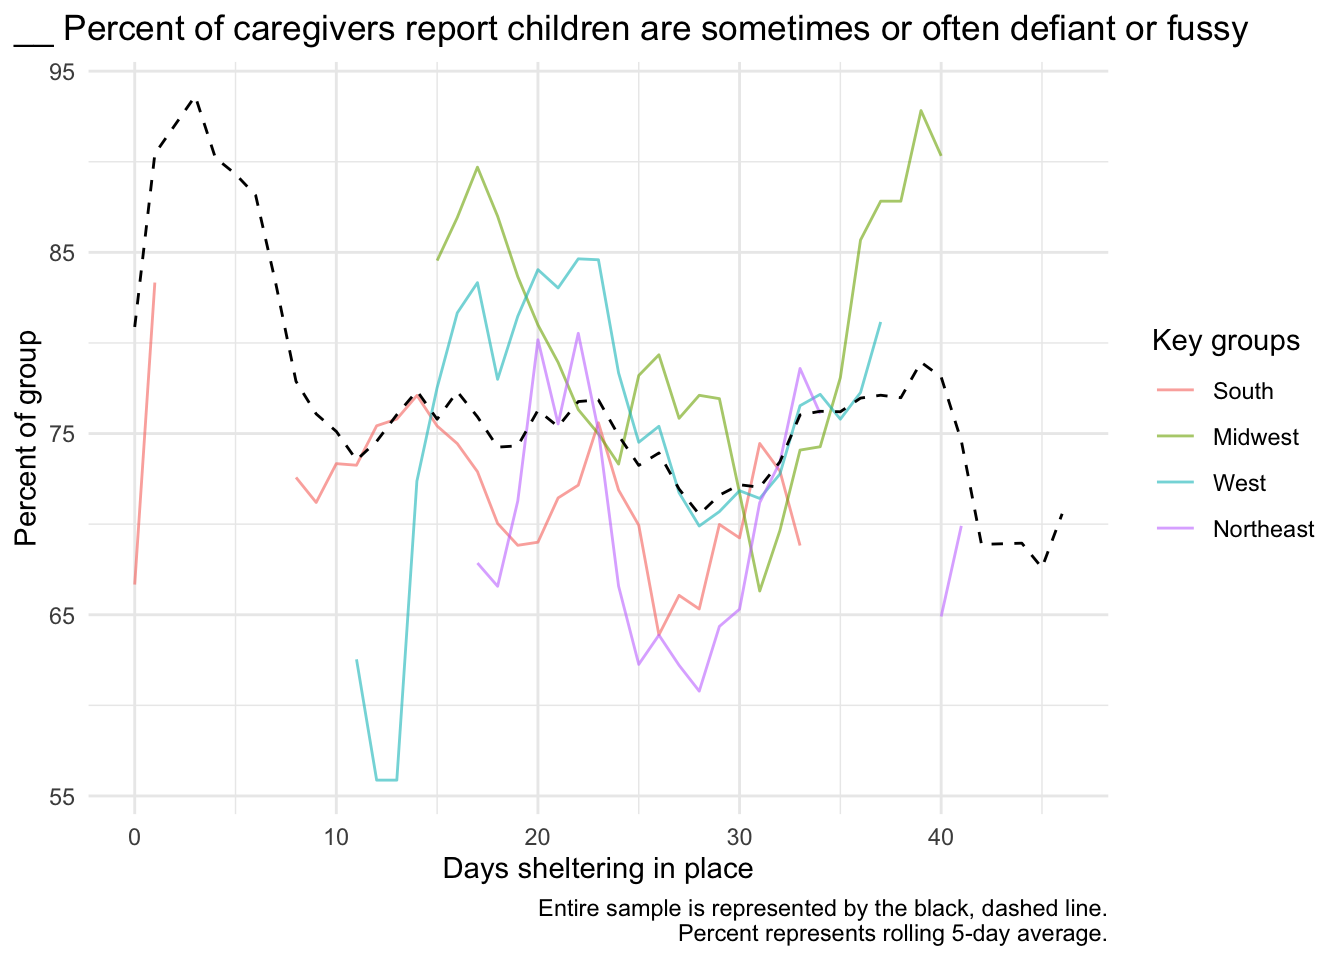 __ Percent of caregivers report children are sometimes or often defiant or fussy
95
85
75
65
55
Percent of group
0 10 20 30 40
Days sheltering in place
Key groups
South
Midwest
West
Northeast
Entire sample is represented by the black, dashed line.
Percent represents rolling 5-day average.